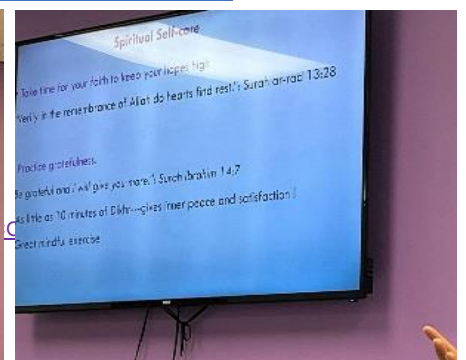 Spiritual Self-care
Take time for your faith to keep your hopes high
"Verily in the remembrance of Allah do hearts find rest.": Surah ar-rad 13:28
Practice gratefulness.
Be grateful and I will give you more.": Surah Ibrahim 14:7
As little as 10 minutes of Dikhr---gives inner peace and satisfaction
Great mindful exercise